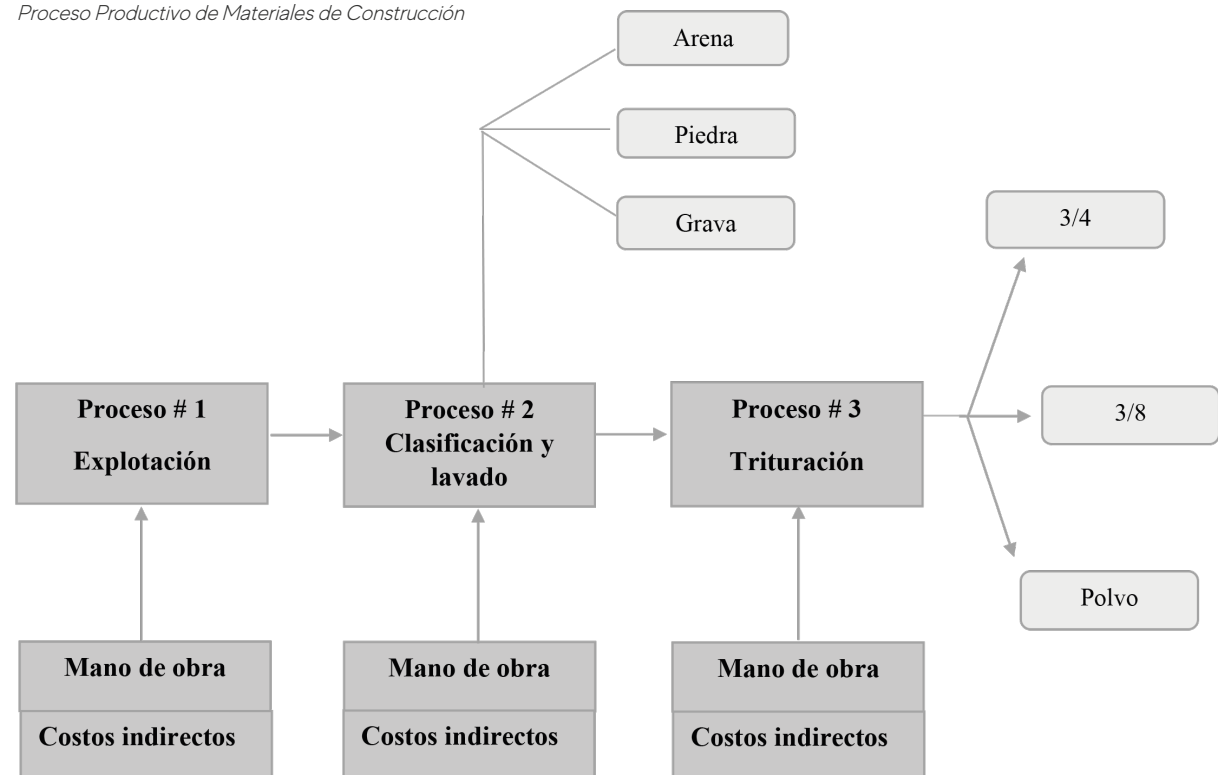 Proceso Productivo de Materiales de Construcción
Arena
Piedra
Grava
3/4
Proceso # 1
Explotación
Proceso # 2
Clasificación y
lavado
Proceso # 3
Trituración
3/8
Polvo
Mano de obra
Costos indirectos
Mano de obra
Costos indirectos
Mano de obra
Costos indirectos